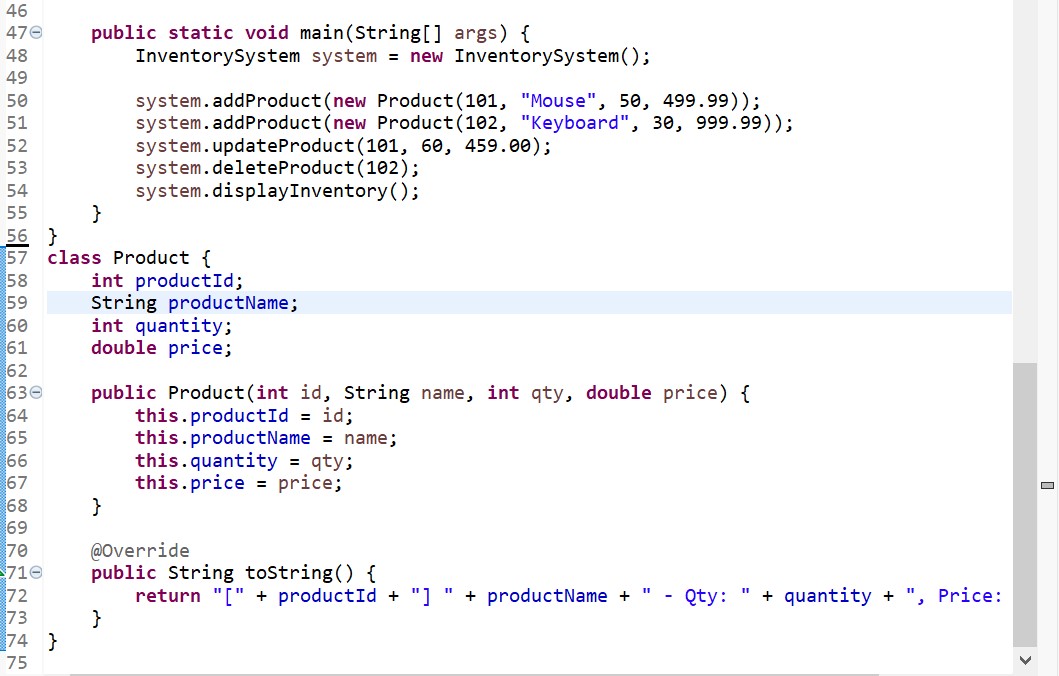 46
47    public static void main(String[] args) {
48        InventorySystem system = new InventorySystem();
49
50        system.addProduct(new Product(101, "Mouse", 50, 499.99));
51        system.addProduct(new Product(102, "Keyboard", 30, 999.99));
52        system.updateProduct(101, 60, 459.00);
53        system.deleteProduct(102);
54        system.displayInventory();
55    }
56 }
57 class Product {
58    int productId;
59    String productName;
60    int quantity;
61    double price;
62
63    public Product(int id, String name, int qty, double price) {
64        this.productId = id;
65        this.productName = name;
66        this.quantity = qty;
67        this.price = price;
68    }
69
70    @Override
71    public String toString() {
72        return "[" + productId + "] " + productName + " - Qty: " + quantity + ", Price:
73    }
74 }
75